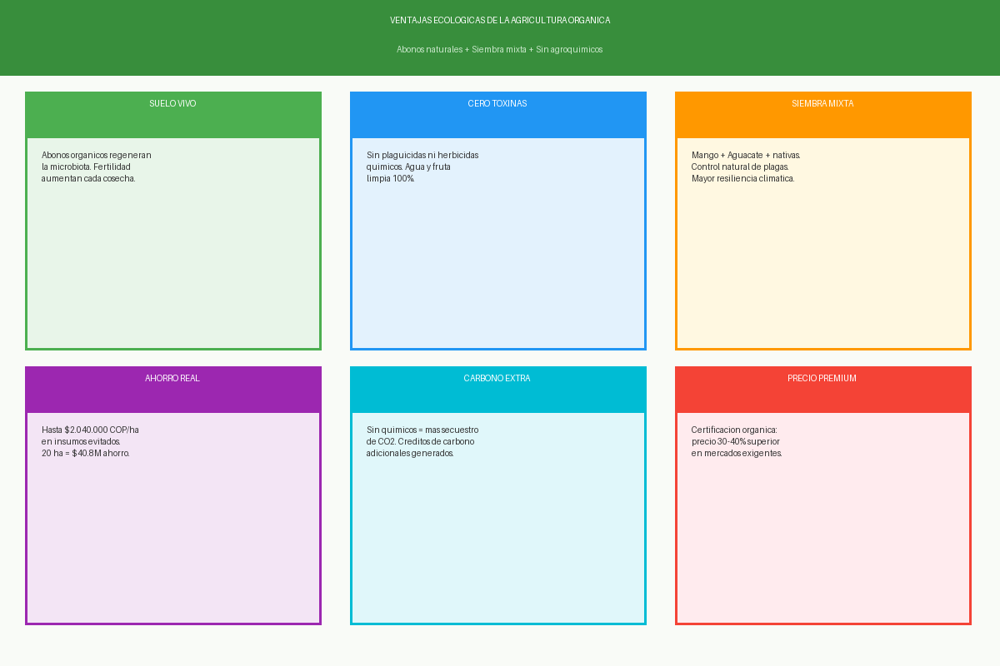 VENTAJAS ECOLOGICAS DE LA AGRICULTURA ORGANICA
Abonos naturales + Siembra mixta + Sin agroquimicos
SUELO VIVO
Abonos organicos regeneran
la microbiota. Fertilidad
aumentan cada cosecha.
CERO TOXINAS
Sin plaguicidas ni herbicidas
quimicos. Agua y fruta
limpia 100%.
SIEMBRA MIXTA
Mango + Aguacate + nativas.
Control natural de plagas.
Mayor resiliencia climatica.
AHORRO REAL
Hasta $2.040.000 COP/ha
en insumos evitados.
20 ha = $40.8M ahorro.
CARBONO EXTRA
Sin quimicos = mas secuestro
de CO2. Creditos de carbono
adicionales generados.
PRECIO PREMIUM
Certificacion organica:
precio 30-40% superior
en mercados exigentes.